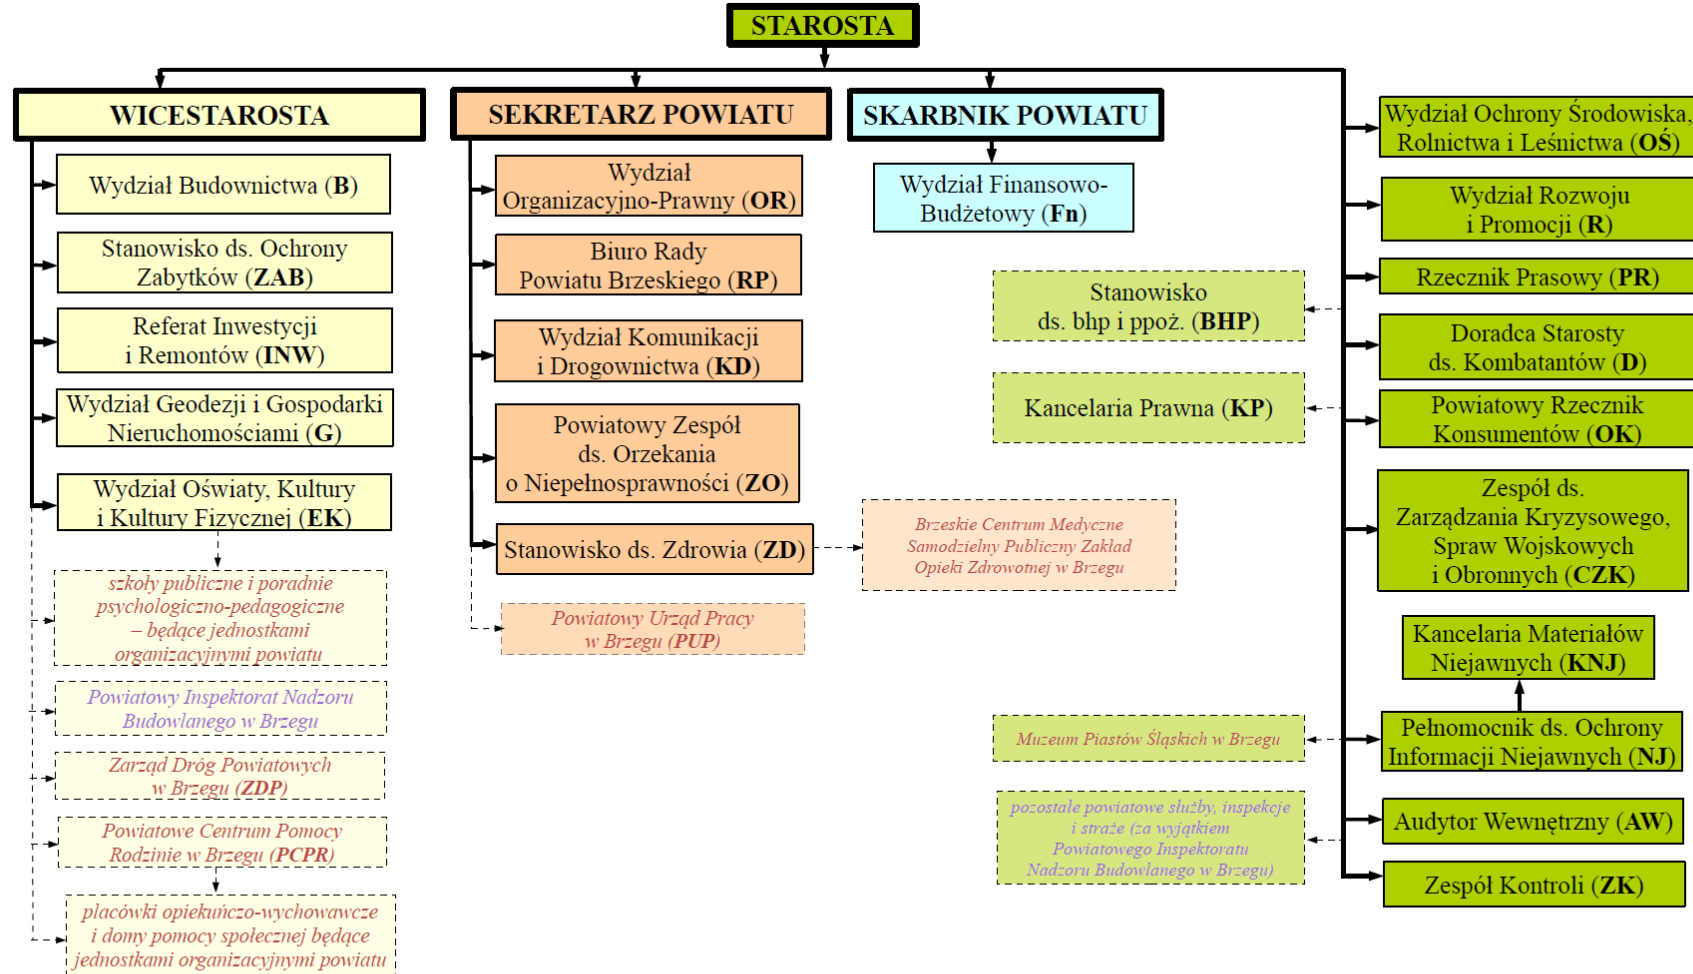 STAROSTA
WICESTAROSTA
Wydział Budownictwa (B)
Stanowisko ds. Ochrony
Zabytków (ZAB)
Referat Inwestycji
i Remontów (INW)
Wydział Geodezji i Gospodarki
Nieruchomościami (G)
Wydział Oświaty, Kultury
i Kultury Fizycznej (EK)
szkoły publiczne i poradnie
psychologiczno-pedagogiczne
– będące jednostkami
organizacyjnymi powiatu
Powiatowy Inspektorat Nadzoru
Budowlanego w Brzegu
Zarząd Dróg Powiatowych
w Brzegu (ZDP)
Powiatowe Centrum Pomocy
Rodzinie w Brzegu (PCPR)
placówki opiekuńczo-wychowawcze
i domy pomocy społecznej będące
jednostkami organizacyjnymi powiatu
SEKRETARZ POWIATU
Wydział
Organizacyjno-Prawny (OR)
Biuro Rady
Powiatu Brzeskiego (RP)
Wydział Komunikacji
i Drogownictwa (KD)
Powiatowy Zespół
ds. Orzekania
o Niepełnosprawności (ZO)
Stanowisko ds. Zdrowia (ZD)
Brzeskie Centrum Medyczne
Samodzielny Publiczny Zakład
Opieki Zdrowotnej w Brzegu
Powiatowy Urząd Pracy
w Brzegu (PUP)
SKARBNIK POWIATU
Wydział Finansowo-
Budżetowy (Fn)
Stanowisko
ds. bhp i ppoż. (BHP)
Kancelaria Prawna (KP)
Muzeum Piastów Śląskich w Brzegu
pozostałe powiatowe służby, inspekcje
i straże (za wyjątkiem
Powiatowego Inspektoratu
Nadzoru Budowlanego w Brzegu)
Wydział Ochrony Środowiska,
Rolnictwa i Leśnictwa (OŚ)
Wydział Rozwoju
i Promocji (R)
Rzecznik Prasowy (PR)
Doradca Starosty
ds. Kombatantów (D)
Powiatowy Rzecznik
Konsumentów (OK)
Zespół ds.
Zarządzania Kryzysowego,
Spraw Wojskowych
i Obronnych (CZK)
Kancelaria Materiałów
Niejawnych (KNJ)
Pełnomocnik ds. Ochrony
Informacji Niejawnych (NJ)
Audytor Wewnętrzny (AW)
Zespół Kontroli (ZK)